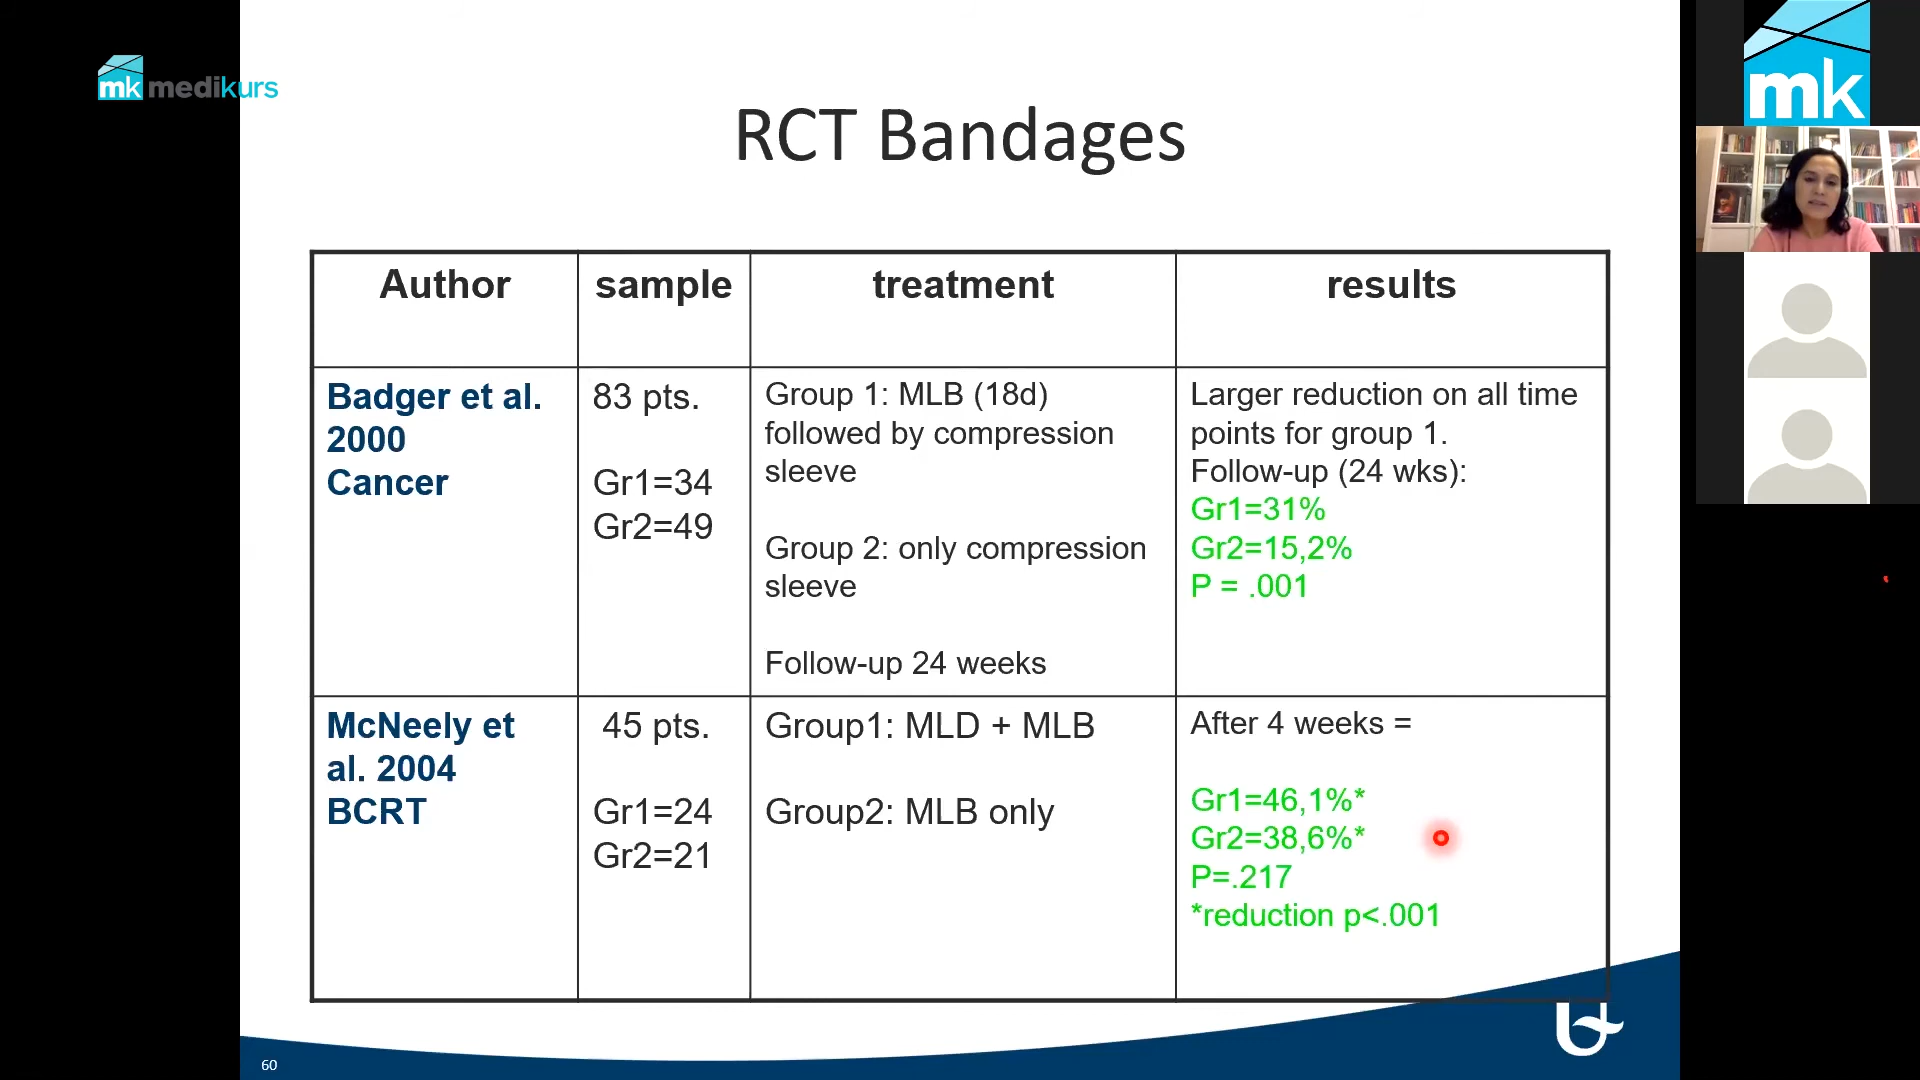 mk medikurs
mk
RCT Bandages
Author
sample
treatment
results
Badger et al.
2000
Cancer
83 pts.
Gr1=34
Gr2=49
Group 1: MLB (18d)
followed by compression
sleeve
Group 2: only compression
sleeve
Follow-up 24 weeks
Larger reduction on all time
points for group 1.
Follow-up (24 wks):
Gr1=31%
Gr2=15,2%
P = .001
McNeely et
al. 2004
BCRT
45 pts.
Gr1=24
Gr2=21
Group1: MLD + MLB
Group2: MLB only
After 4 weeks =
Gr1=46,1%*
Gr2=38,6%*
P=.217
*reduction p<.001
60